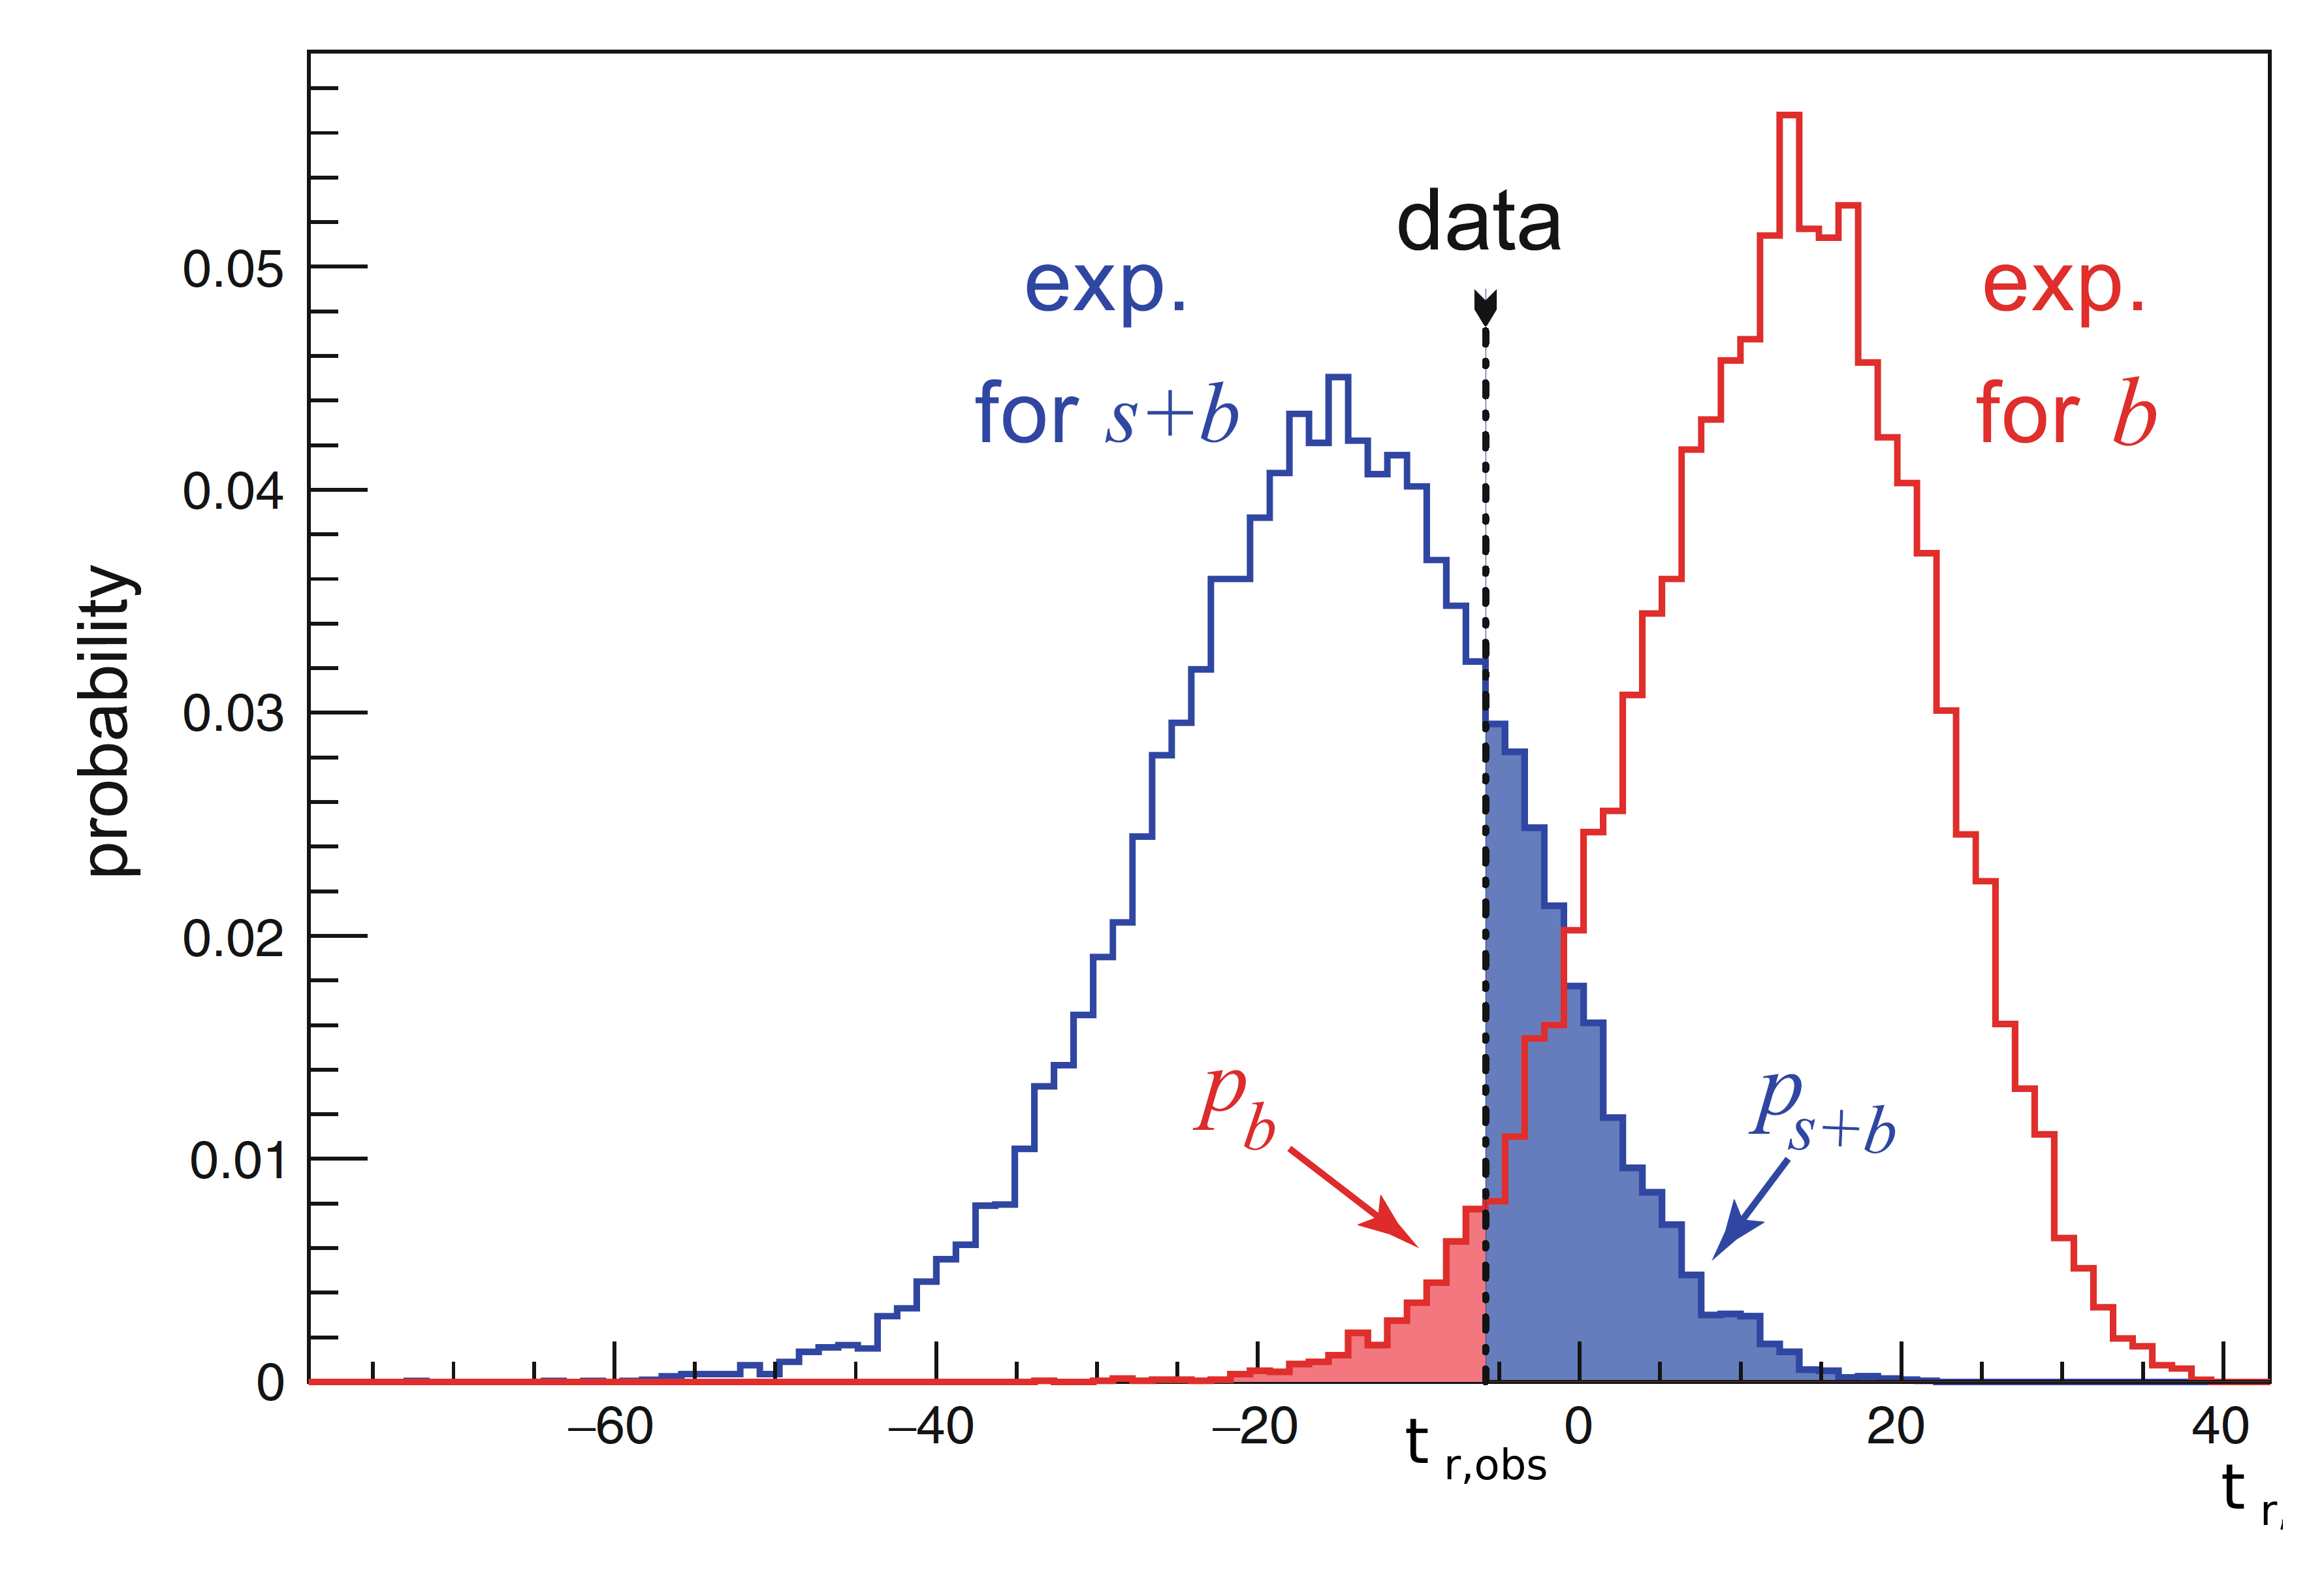 data
exp.
for s+b
exp.
for b
0.05
0.04
0.03
0.02
0.01
0
probability
p_b
p_s+b
−60
−40
−20
0
20
40
t r,obs
t r,